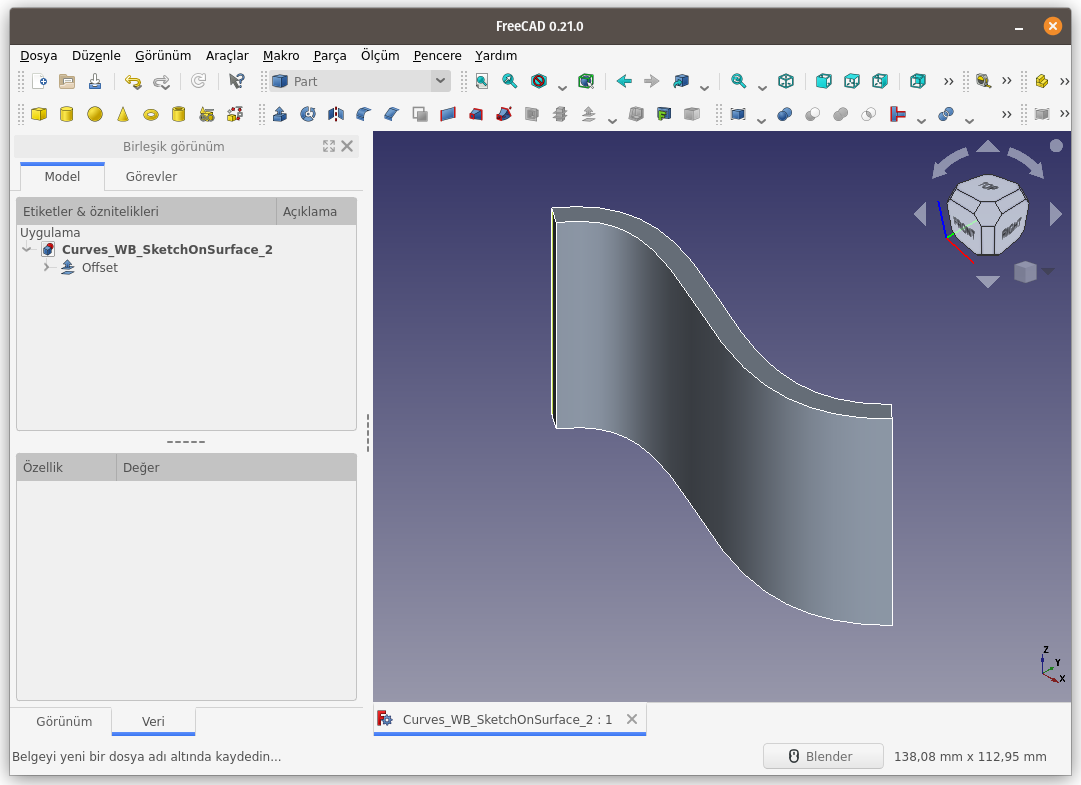 FreeCAD 0.21.0
Dosya Düzenle Görünüm Araçlar Makro Parça Ölçüm Pencere Yardım
Part
Birleşik görünüm
Model Görevler
Etiketler & öznitelikleri Açıklama
Uygulama
Curves_WB_SketchOnSurface_2
Offset
Özellik Değer
Görünüm Veri
TOP
FRONT RIGHT
Z
Y
X
Curves_WB_SketchOnSurface_2 : 1
Belgeyi yeni bir dosya adı altında kaydedin... Blender 138,08 mm x 112,95 mm